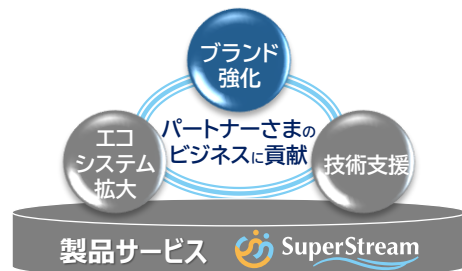 ブランド
強化
パートナーさまの
ビジネスに貢献
エコ
システム
拡大
技術支援
製品サービス SuperStream